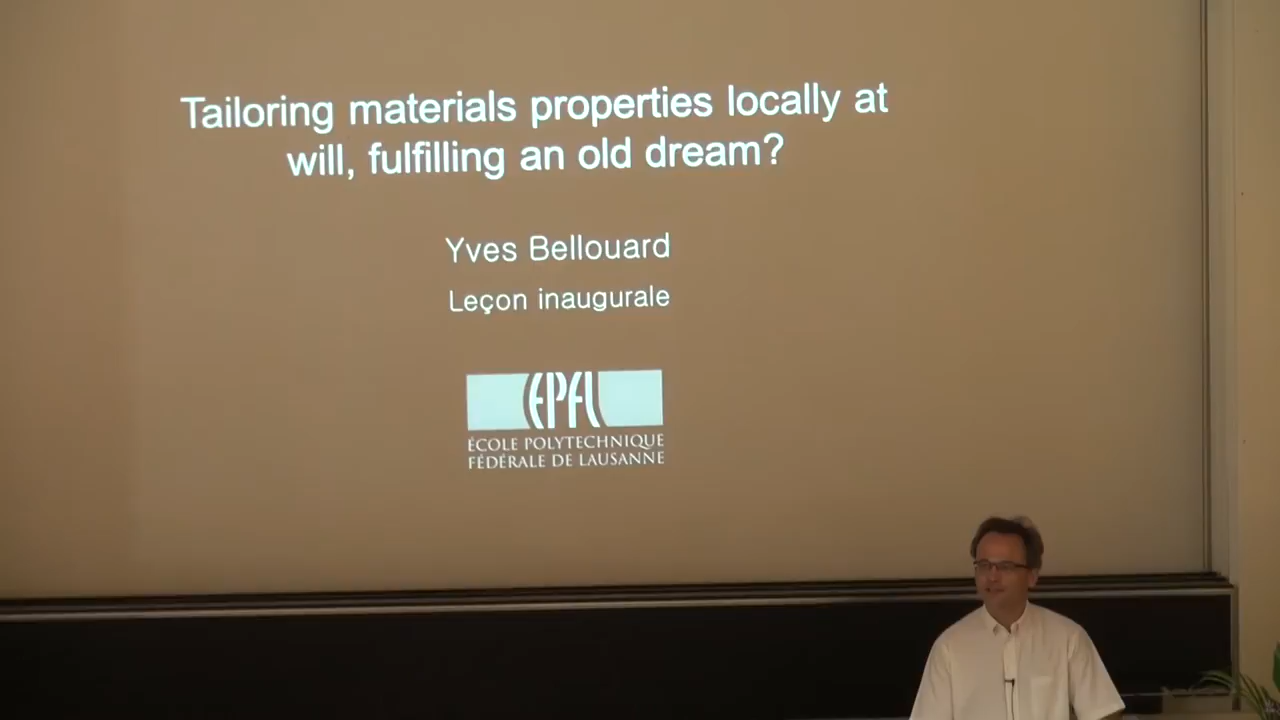 Tailoring materials properties locally at
will, fulfilling an old dream?
Yves Bellouard
Leçon inaugurale
EPFL
ÉCOLE POLYTECHNIQUE
FÉDÉRALE DE LAUSANNE